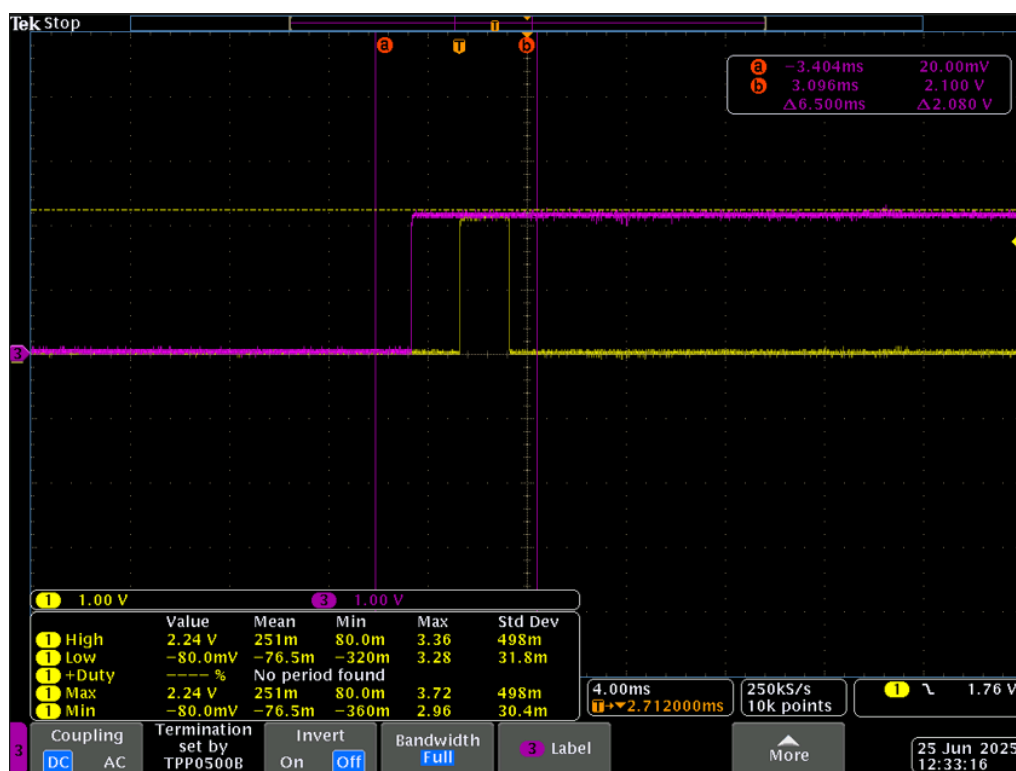 Tek Stop
T
a T b
a −3.404ms 20.00mV
b 3.096ms 2.100 V
Δ6.500ms Δ2.080 V
3
1 1.00 V 3 1.00 V
Value Mean Min Max Std Dev
1 High 2.24 V 251m 80.0m 3.36 498m
1 Low −80.0mV −76.5m −320m 3.28 31.8m
1 +Duty −−−− % No period found
1 Max 2.24 V 251m 80.0m 3.72 498m
1 Min −80.0mV −76.5m −360m 2.96 30.4m
4.00ms
T→▼2.712000ms
250kS/s
10k points
1 1.76 V
3
Coupling
DC AC
Termination
set by
TPP0500B
Invert
On Off
Bandwidth
Full
3 Label
More
25 Jun 2025
12:33:16